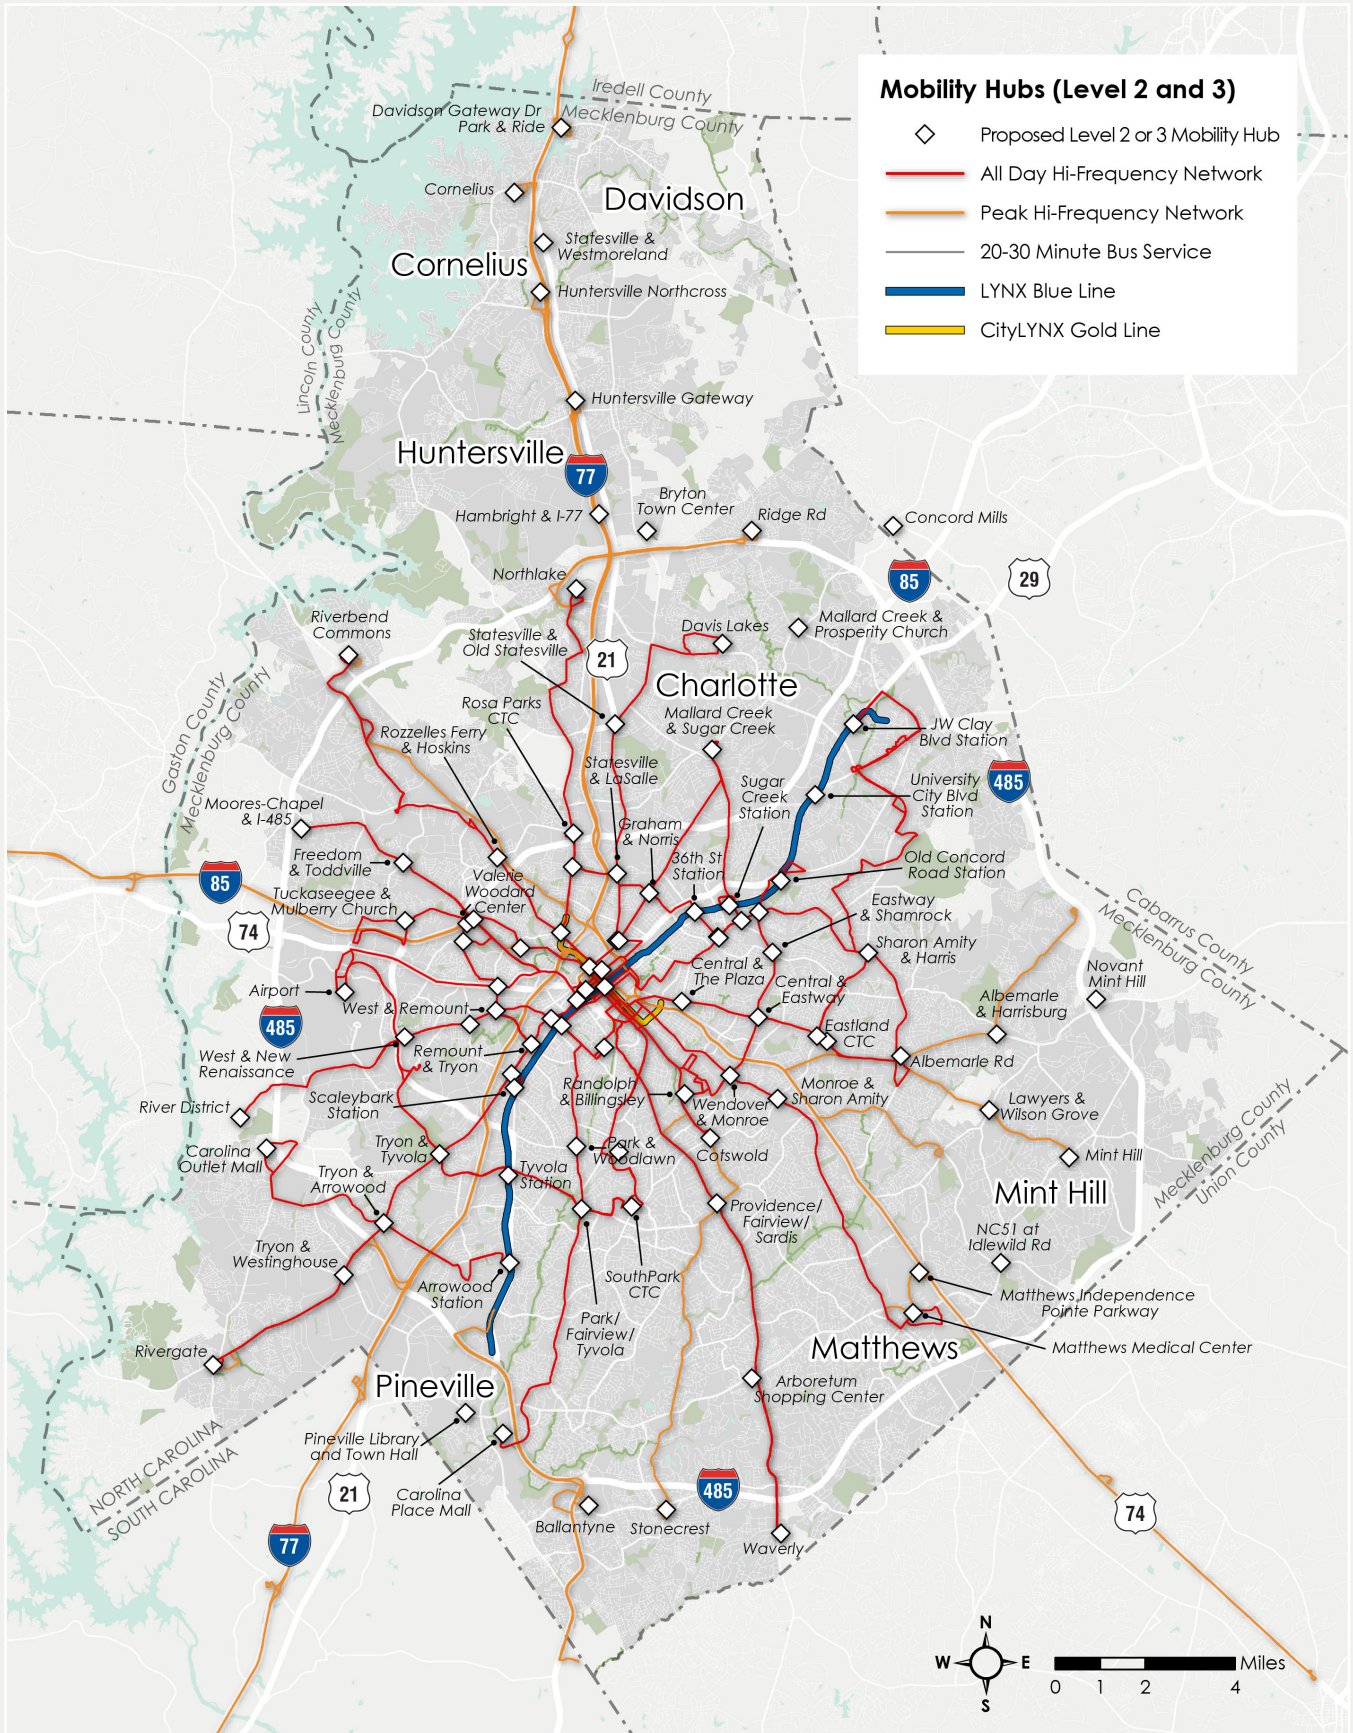 Mobility Hubs (Level 2 and 3)
Proposed Level 2 or 3 Mobility Hub
All Day Hi-Frequency Network
Peak Hi-Frequency Network
20-30 Minute Bus Service
LYNX Blue Line
CityLYNX Gold Line
Iredell County
Mecklenburg County
Davidson Gateway Dr
Park & Ride
Cornelius
Davidson
Statesville &
Westmoreland
Cornelius
Huntersville Northcross
Lincoln County
Mecklenburg County
Huntersville Gateway
Huntersville
77
Bryton
Town Center
Hambright & I-77
Ridge Rd
Concord Mills
85
29
Northlake
Riverbend
Commons
Statesville &
Old Statesville
21
Davis Lakes
Mallard Creek &
Prosperity Church
Charlotte
Gaston County
Mecklenburg County
Rosa Parks
CTC
Mallard Creek
& Sugar Creek
JW Clay
Blvd Station
Rozzelles Ferry
& Hoskins
Statesville
& LaSalle
Sugar
Creek
Station
University
City Blvd
Station
485
Moores-Chapel
& I-485
Graham
& Norris
Freedom
& Toddville
36th St
Station
Old Concord
Road Station
85
Valerie
Woodard
Center
Tuckaseegee &
Mulberry Church
Eastway
& Shamrock
74
Sharon Amity
& Harris
Cabarrus County
Mecklenburg County
Central &
The Plaza
Novant
Mint Hill
Airport
Central &
Eastway
Albemarle
& Harrisburg
West & Remount
485
Eastland
CTC
West & New
Renaissance
Remount
& Tryon
Albemarle Rd
Scaleybark
Station
Randolph
& Billingsley
Monroe &
Sharon Amity
Wendover
& Monroe
Lawyers &
Wilson Grove
River District
Carolina
Outlet Mall
Tryon &
Tyvola
Park &
Woodlawn
Cotswold
Mint Hill
Mecklenburg County
Union County
Tryon &
Arrowood
Tyvola
Station
Mint Hill
Providence/
Fairview/
Sardis
NC51 at
Idlewild Rd
Tryon &
Westinghouse
Arrowood
Station
SouthPark
CTC
Matthews Independence
Pointe Parkway
Park/
Fairview/
Tyvola
Rivergate
Matthews
Matthews Medical Center
Pineville
Arboretum
Shopping Center
Pineville Library
and Town Hall
NORTH CAROLINA
SOUTH CAROLINA
21
Carolina
Place Mall
485
Ballantyne
Stonecrest
Waverly
74
77
N
W
E
S
Miles
0
1
2
4